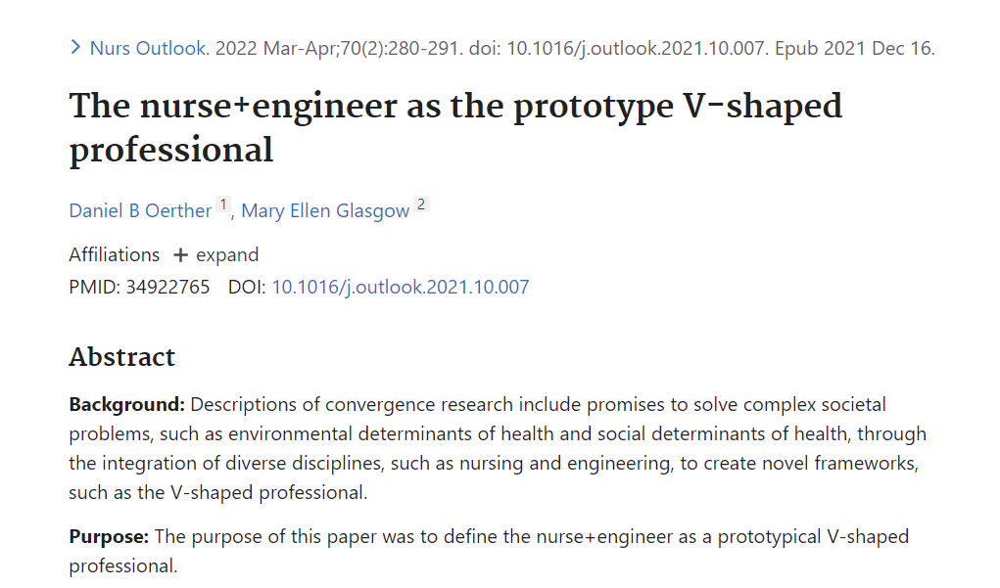 Nurs Outlook. 2022 Mar-Apr;70(2):280-291. doi: 10.1016/j.outlook.2021.10.007. Epub 2021 Dec 16.
The nurse+engineer as the prototype V-shaped
professional
Daniel B Oerther 1, Mary Ellen Glasgow 2
Affiliations + expand
PMID: 34922765 DOI: 10.1016/j.outlook.2021.10.007
Abstract
Background: Descriptions of convergence research include promises to solve complex societal
problems, such as environmental determinants of health and social determinants of health, through
the integration of diverse disciplines, such as nursing and engineering, to create novel frameworks,
such as the V-shaped professional.
Purpose: The purpose of this paper was to define the nurse+engineer as a prototypical V-shaped
professional.